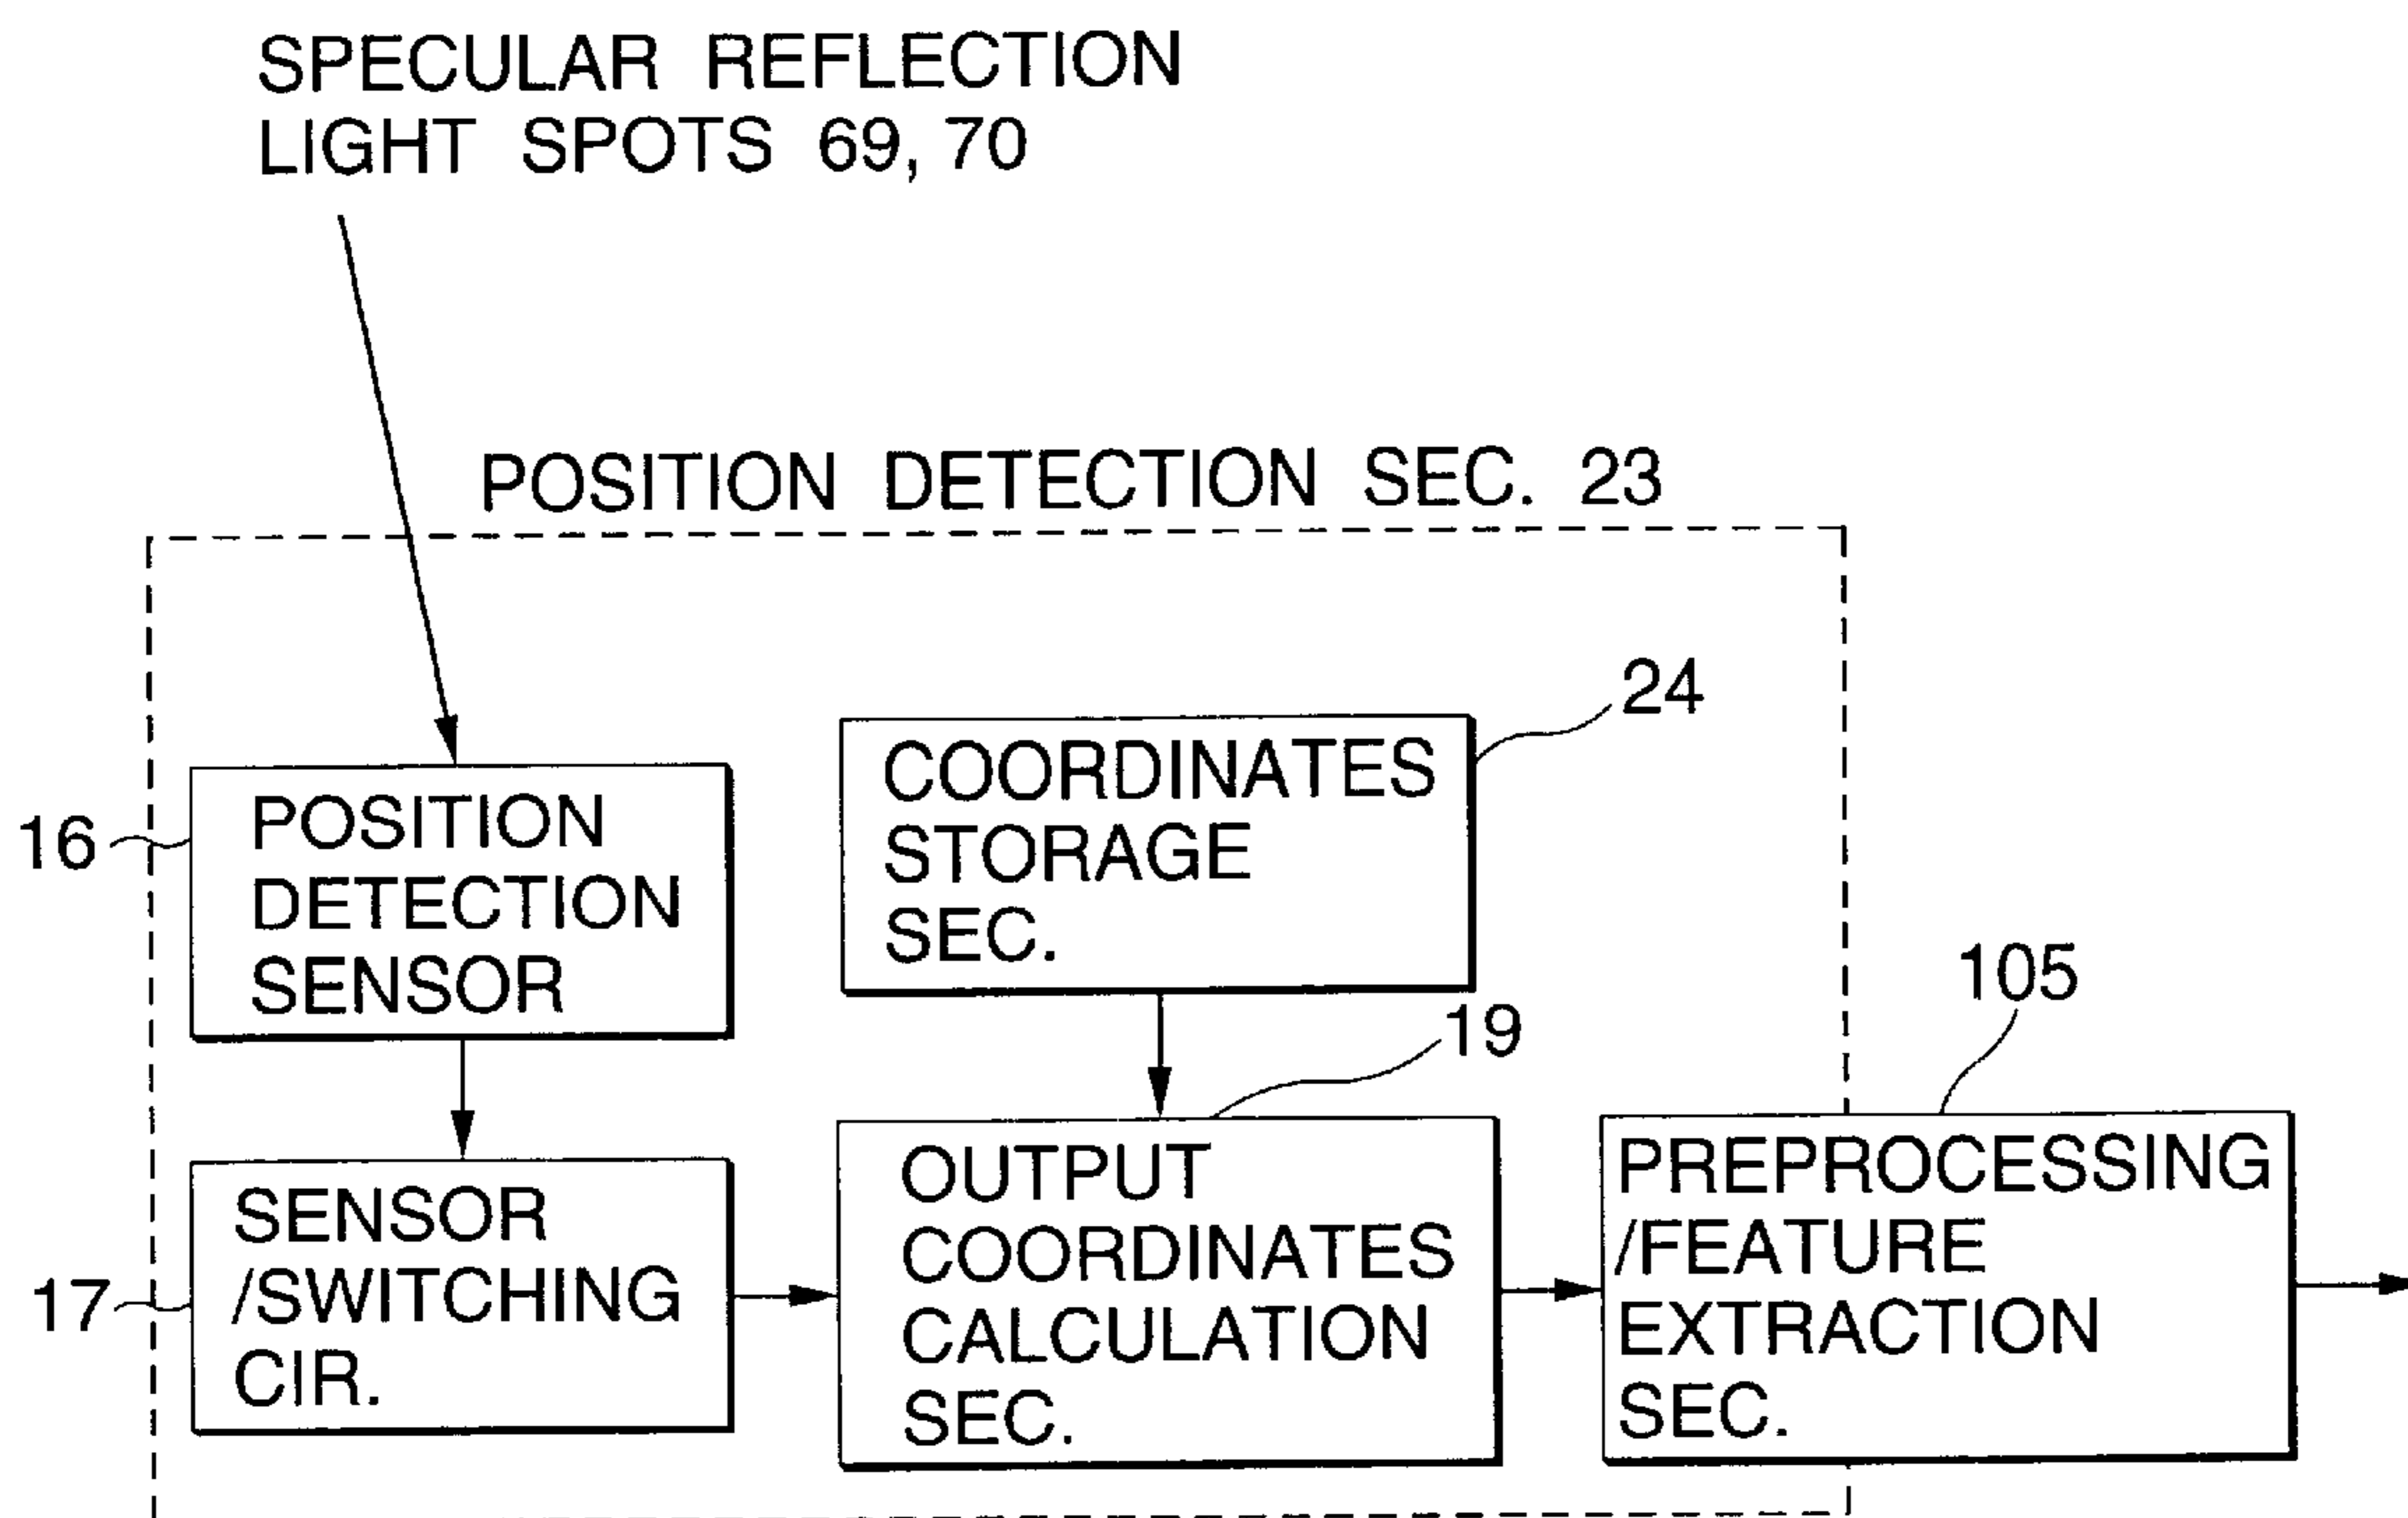 SPECULAR REFLECTION
LIGHT SPOTS 69, 70
POSITION DETECTION SEC. 23
24
COORDINATES
STORAGE
SEC.
16
POSITION
DETECTION
SENSOR
19
105
17
SENSOR
/SWITCHING
CIR.
OUTPUT
COORDINATES
CALCULATION
SEC.
PREPROCESSING
/FEATURE
EXTRACTION
SEC.